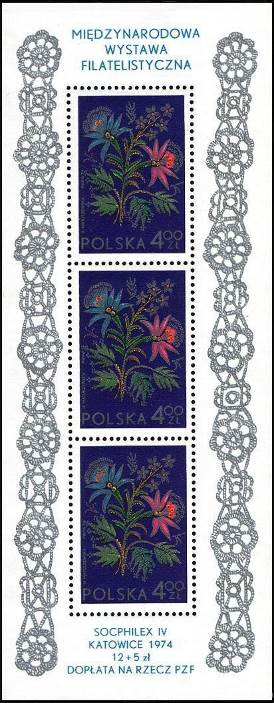 MIĘDZYNARODOWA
WYSTAWA
FILATELISTYCZNA
POLSKA 4.00 ZŁ
POLSKA 4.00 ZŁ
POLSKA 4.00 ZŁ
SOCPHILEX IV
KATOWICE 1974
12+5 zł
DOPŁATA NA RZECZ PZF